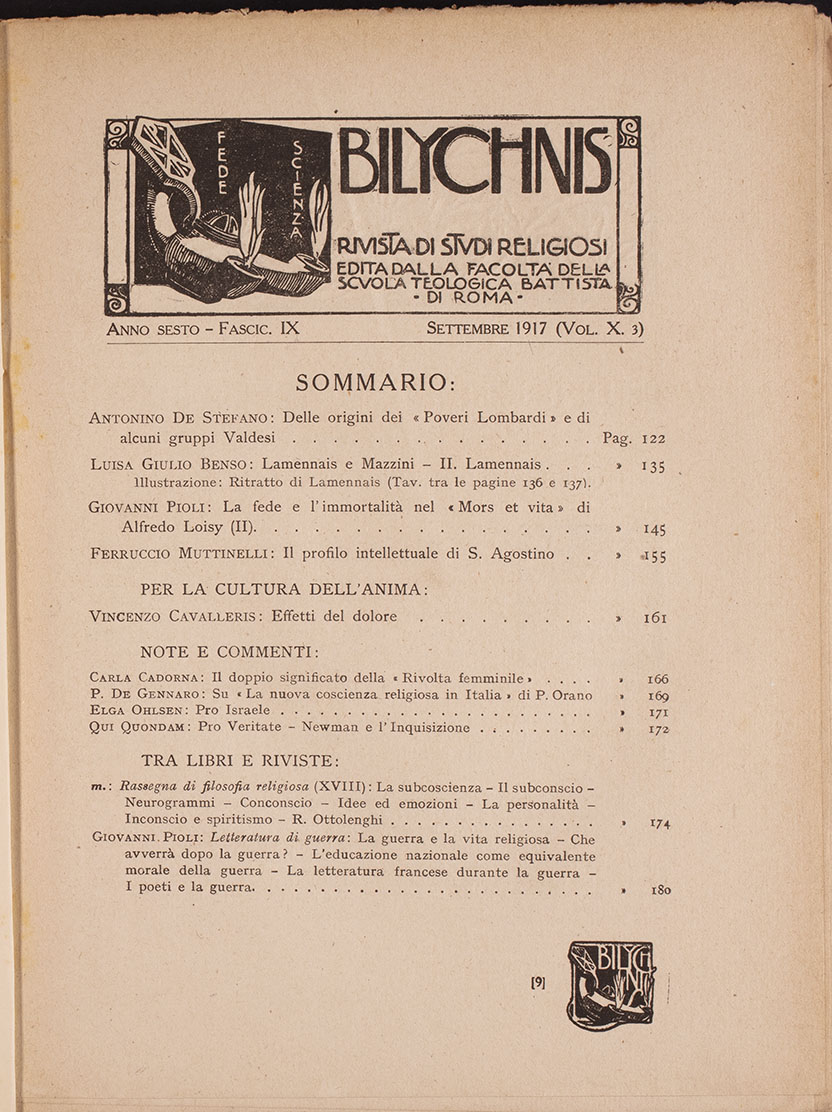 FEDE
SCIENZA
BILYCHNIS
RIVISTA DI STVDI RELIGIOSI
EDITA DALLA FACOLTÀ DELLA
SCVOLA TEOLOGICA BATTISTA
· DI ROMA ·
ANNO SESTO – FASCIC. IX SETTEMBRE 1917 (VOL. X. 3)
SOMMARIO:
ANTONINO DE STEFANO: Delle origini dei « Poveri Lombardi » e di
alcuni gruppi Valdesi . . . . . . . . . . . . . . . Pag. 122
LUISA GIULIO BENSO: Lamennais e Mazzini – II. Lamennais . . . » 135
Illustrazione: Ritratto di Lamennais (Tav. tra le pagine 136 e 137).
GIOVANNI PIOLI: La fede e l'immortalità nel « Mors et vita » di
Alfredo Loisy (II). . . . . . . . . . . . . . . . . » 145
FERRUCCIO MUTTINELLI: Il profilo intellettuale di S. Agostino . . » 155
PER LA CULTURA DELL'ANIMA:
VINCENZO CAVALLERIS: Effetti del dolore . . . . . . . . . » 161
NOTE E COMMENTI:
CARLA CADORNA: Il doppio significato della « Rivolta femminile » . . . . » 166
P. DE GENNARO: Su « La nuova coscienza religiosa in Italia » di P. Orano » 169
ELGA OHLSEN: Pro Israele . . . . . . . . . . . . . . . . . . . . . . . » 171
QUI QUONDAM: Pro Veritate – Newman e l'Inquisizione . . . . . . . . . » 172
TRA LIBRI E RIVISTE:
m.: Rassegna di filosofia religiosa (XVIII): La subcoscienza – Il subconscio –
Neurogrammi – Conconscio – Idee ed emozioni – La personalità –
Inconscio e spiritismo – R. Ottolenghi . . . . . . . . . . . . . . . » 174
GIOVANNI PIOLI: Letteratura di guerra: La guerra e la vita religiosa – Che
avverrà dopo la guerra? – L'educazione nazionale come equivalente
morale della guerra – La letteratura francese durante la guerra –
I poeti e la guerra. . . . . . . . . . . . . . . . . . . . . . . . . » 180
[9]
BILYCHNIS